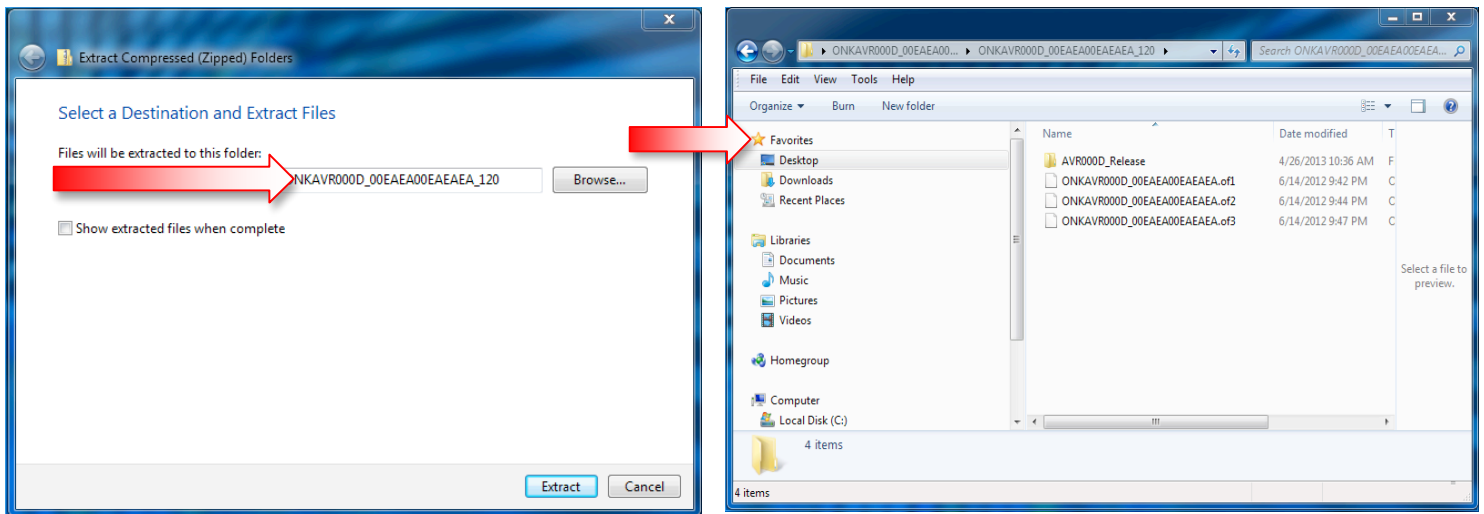 Extract Compressed (Zipped) Folders
Select a Destination and Extract Files
Files will be extracted to this folder:
NKAVR000D_00EAEA00EAEAEA_120 Browse...
Show extracted files when complete
Extract Cancel
ONKAVR000D_00EAEA00... ONKAVR000D_00EAEA00EAEAEA_120 Search ONKAVR000D_00EAEA00EAEA...
File Edit View Tools Help
Organize Burn New folder
Favorites
Desktop
Downloads
Recent Places
Libraries
Documents
Music
Pictures
Videos
Homegroup
Computer
Local Disk (C:)
Name Date modified T
AVR000D_Release 4/26/2013 10:36 AM F
ONKAVR000D_00EAEA00EAEAEA.of1 6/14/2012 9:42 PM C
ONKAVR000D_00EAEA00EAEAEA.of2 6/14/2012 9:44 PM C
ONKAVR000D_00EAEA00EAEAEA.of3 6/14/2012 9:47 PM C
Select a file to
preview.
4 items
4 items